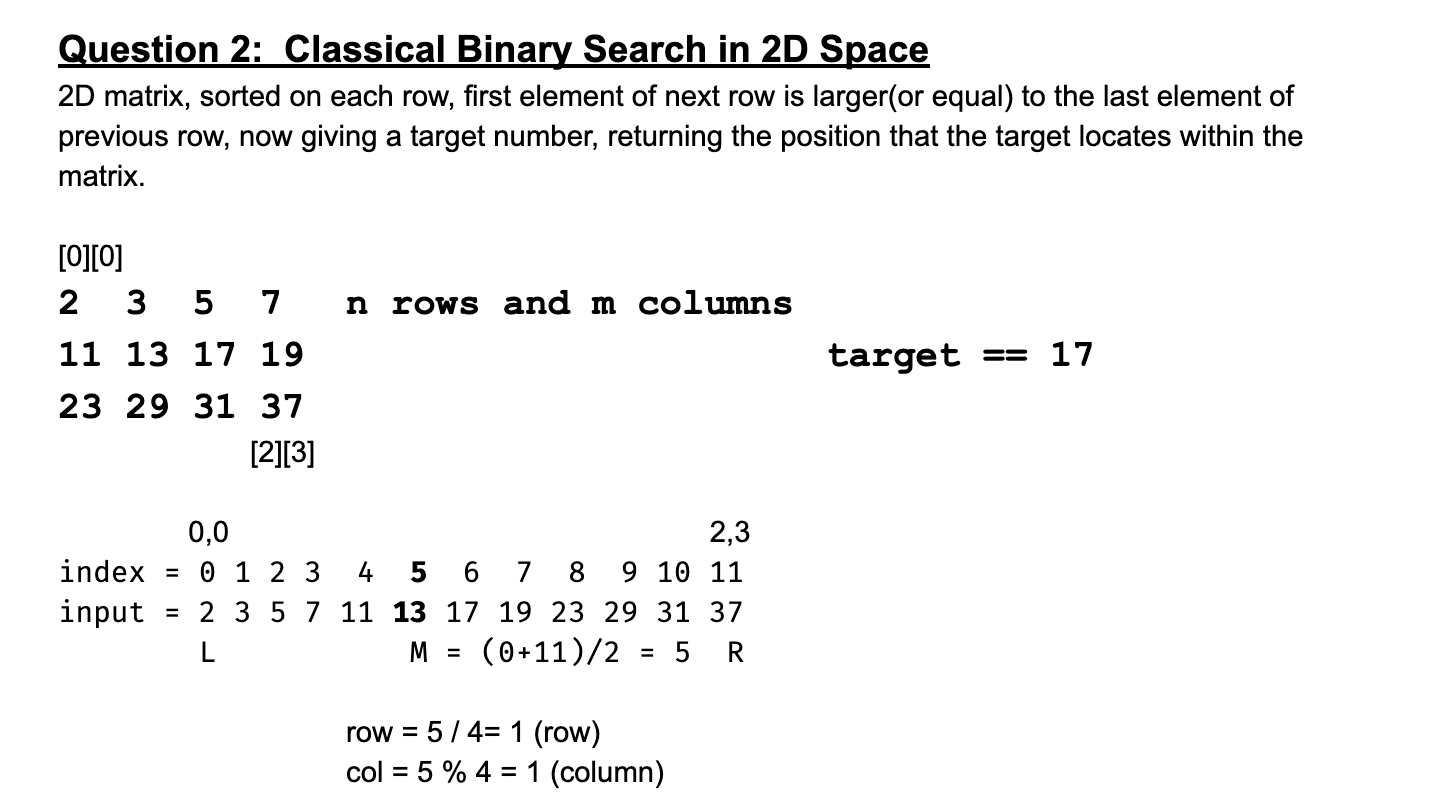 Question 2:  Classical Binary Search in 2D Space
2D matrix, sorted on each row, first element of next row is larger(or equal) to the last element of
previous row, now giving a target number, returning the position that the target locates within the
matrix.
[0][0]
2  3  5  7  n rows and m columns
11 13 17 19  target == 17
23 29 31 37
[2][3]
0,0  2,3
index = 0 1 2 3  4  5  6  7  8  9 10 11
input = 2 3 5 7 11 13 17 19 23 29 31 37
L  M = (0+11)/2 = 5  R
row = 5 / 4= 1 (row)
col = 5 % 4 = 1 (column)